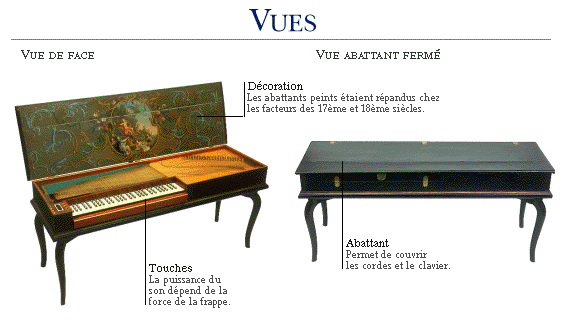 VUES
VUE DE FACE
VUE ABATTANT FERMÉ
Décoration
Les abattants peints étaient répandus chez
les facteurs des 17ème et 18ème siècles.
Touches
La puissance du
son dépend de la
force de la frappe.
Abattant
Permet de couvrir
les cordes et le clavier.